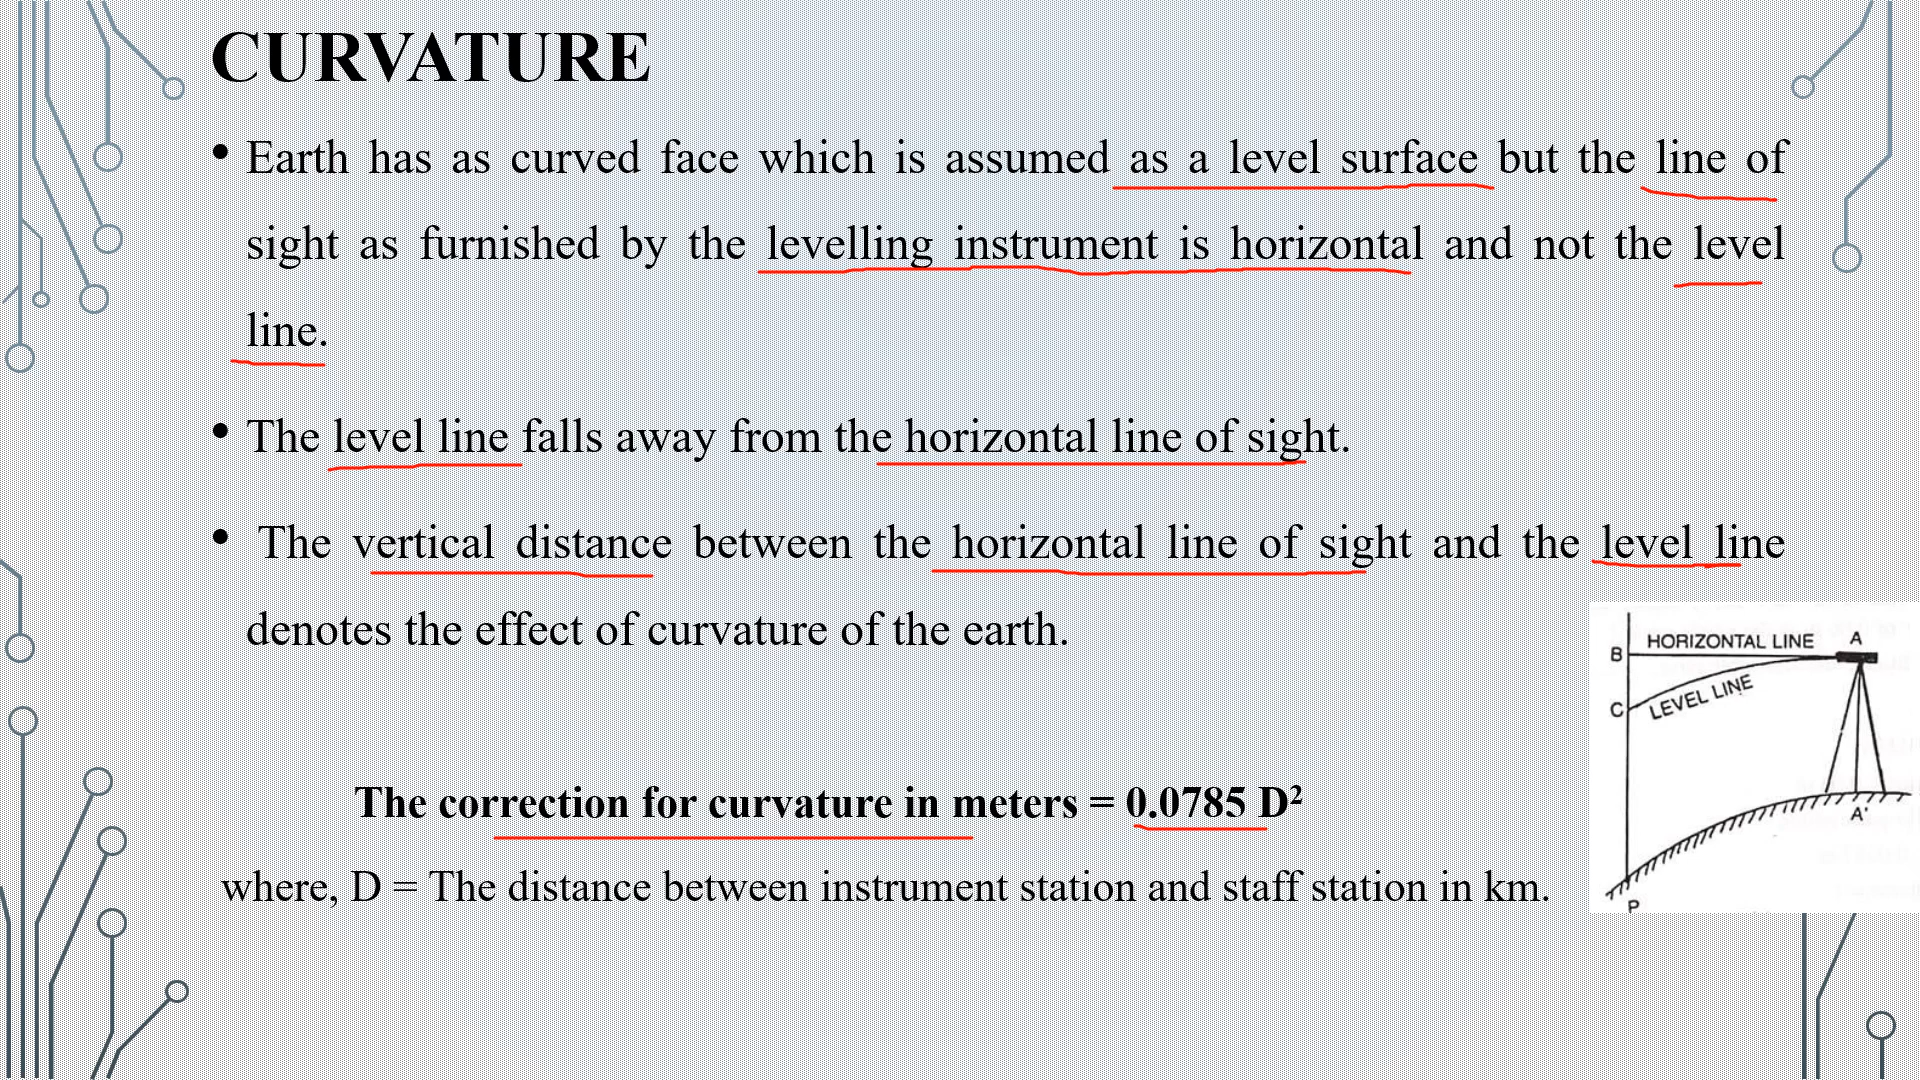 CURVATURE
• Earth has as curved face which is assumed as a level surface but the line of
sight as furnished by the levelling instrument is horizontal and not the level
line.
• The level line falls away from the horizontal line of sight.
• The vertical distance between the horizontal line of sight and the level line
denotes the effect of curvature of the earth.
The correction for curvature in meters = 0.0785 D²
where, D = The distance between instrument station and staff station in km.
HORIZONTAL LINE A
B
LEVEL LINE
C
A'
P